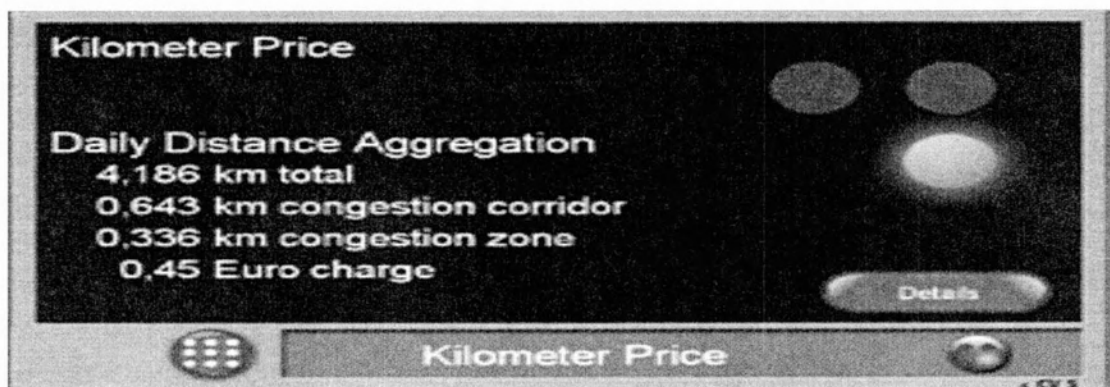 Kilometer Price
Daily Distance Aggregation
4,186 km total
0,643 km congestion corridor
0,336 km congestion zone
0,45 Euro charge
Details
Kilometer Price